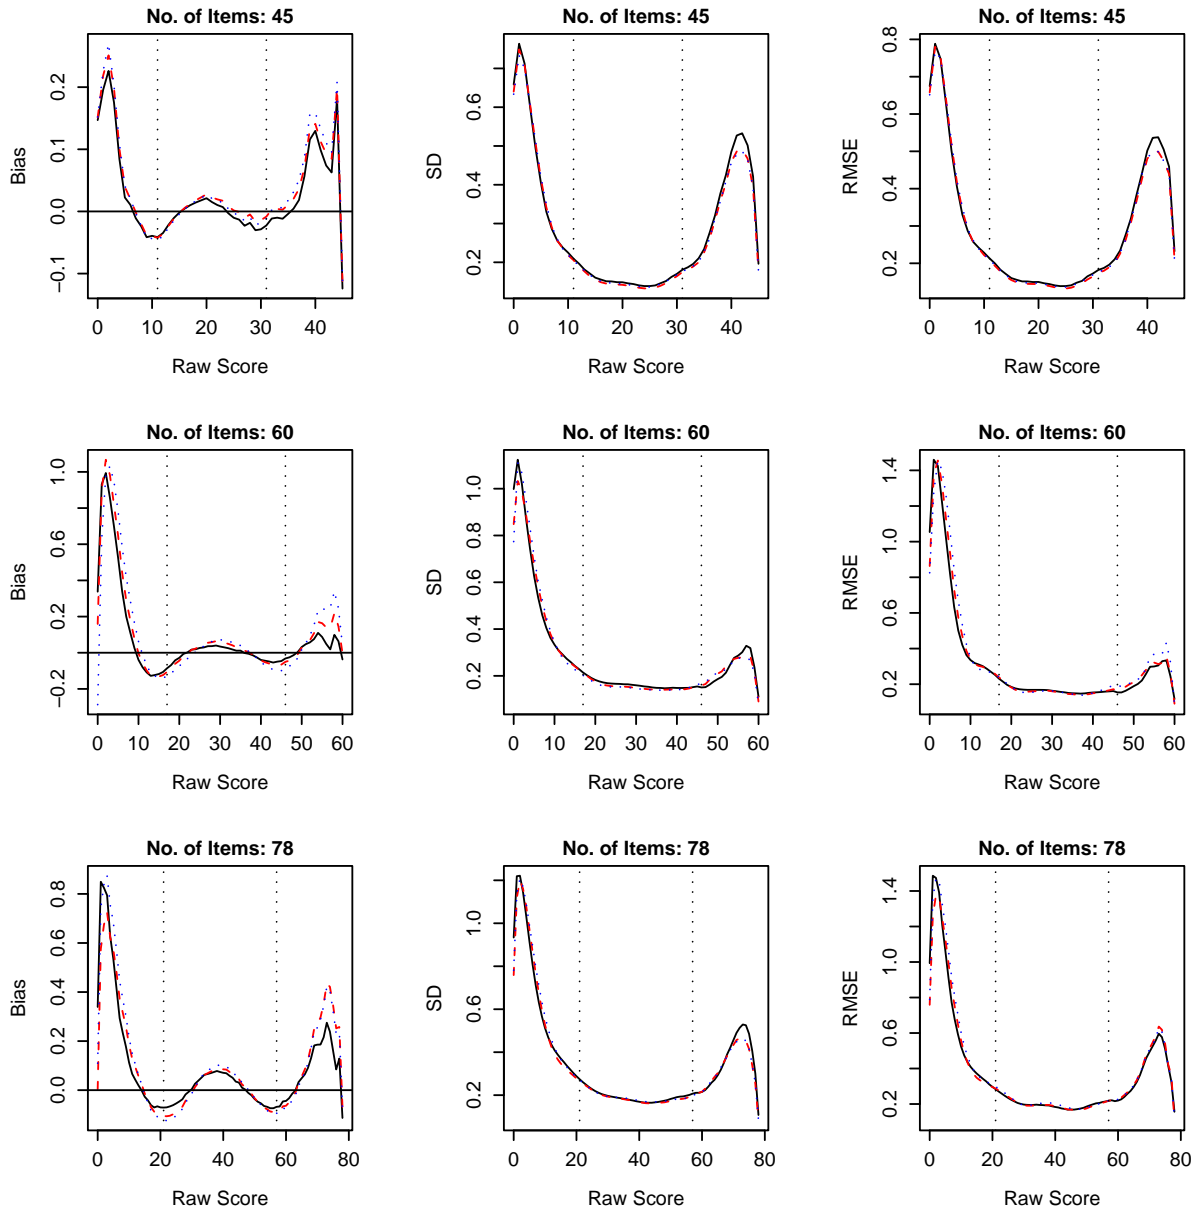 No. of Items: 45
No. of Items: 45
No. of Items: 45
Bias
−0.1 0.0 0.1 0.2
0 10 20 30 40
Raw Score
SD
0.2 0.4 0.6
0 10 20 30 40
Raw Score
RMSE
0.2 0.4 0.6 0.8
0 10 20 30 40
Raw Score
No. of Items: 60
No. of Items: 60
No. of Items: 60
Bias
−0.2 0.2 0.6 1.0
0 10 20 30 40 50 60
Raw Score
SD
0.2 0.4 0.6 0.8 1.0
0 10 20 30 40 50 60
Raw Score
RMSE
0.2 0.6 1.0 1.4
0 10 20 30 40 50 60
Raw Score
No. of Items: 78
No. of Items: 78
No. of Items: 78
Bias
0.0 0.2 0.4 0.6 0.8
0 20 40 60 80
Raw Score
SD
0.2 0.6 1.0
0 20 40 60 80
Raw Score
RMSE
0.2 0.6 1.0 1.4
0 20 40 60 80
Raw Score